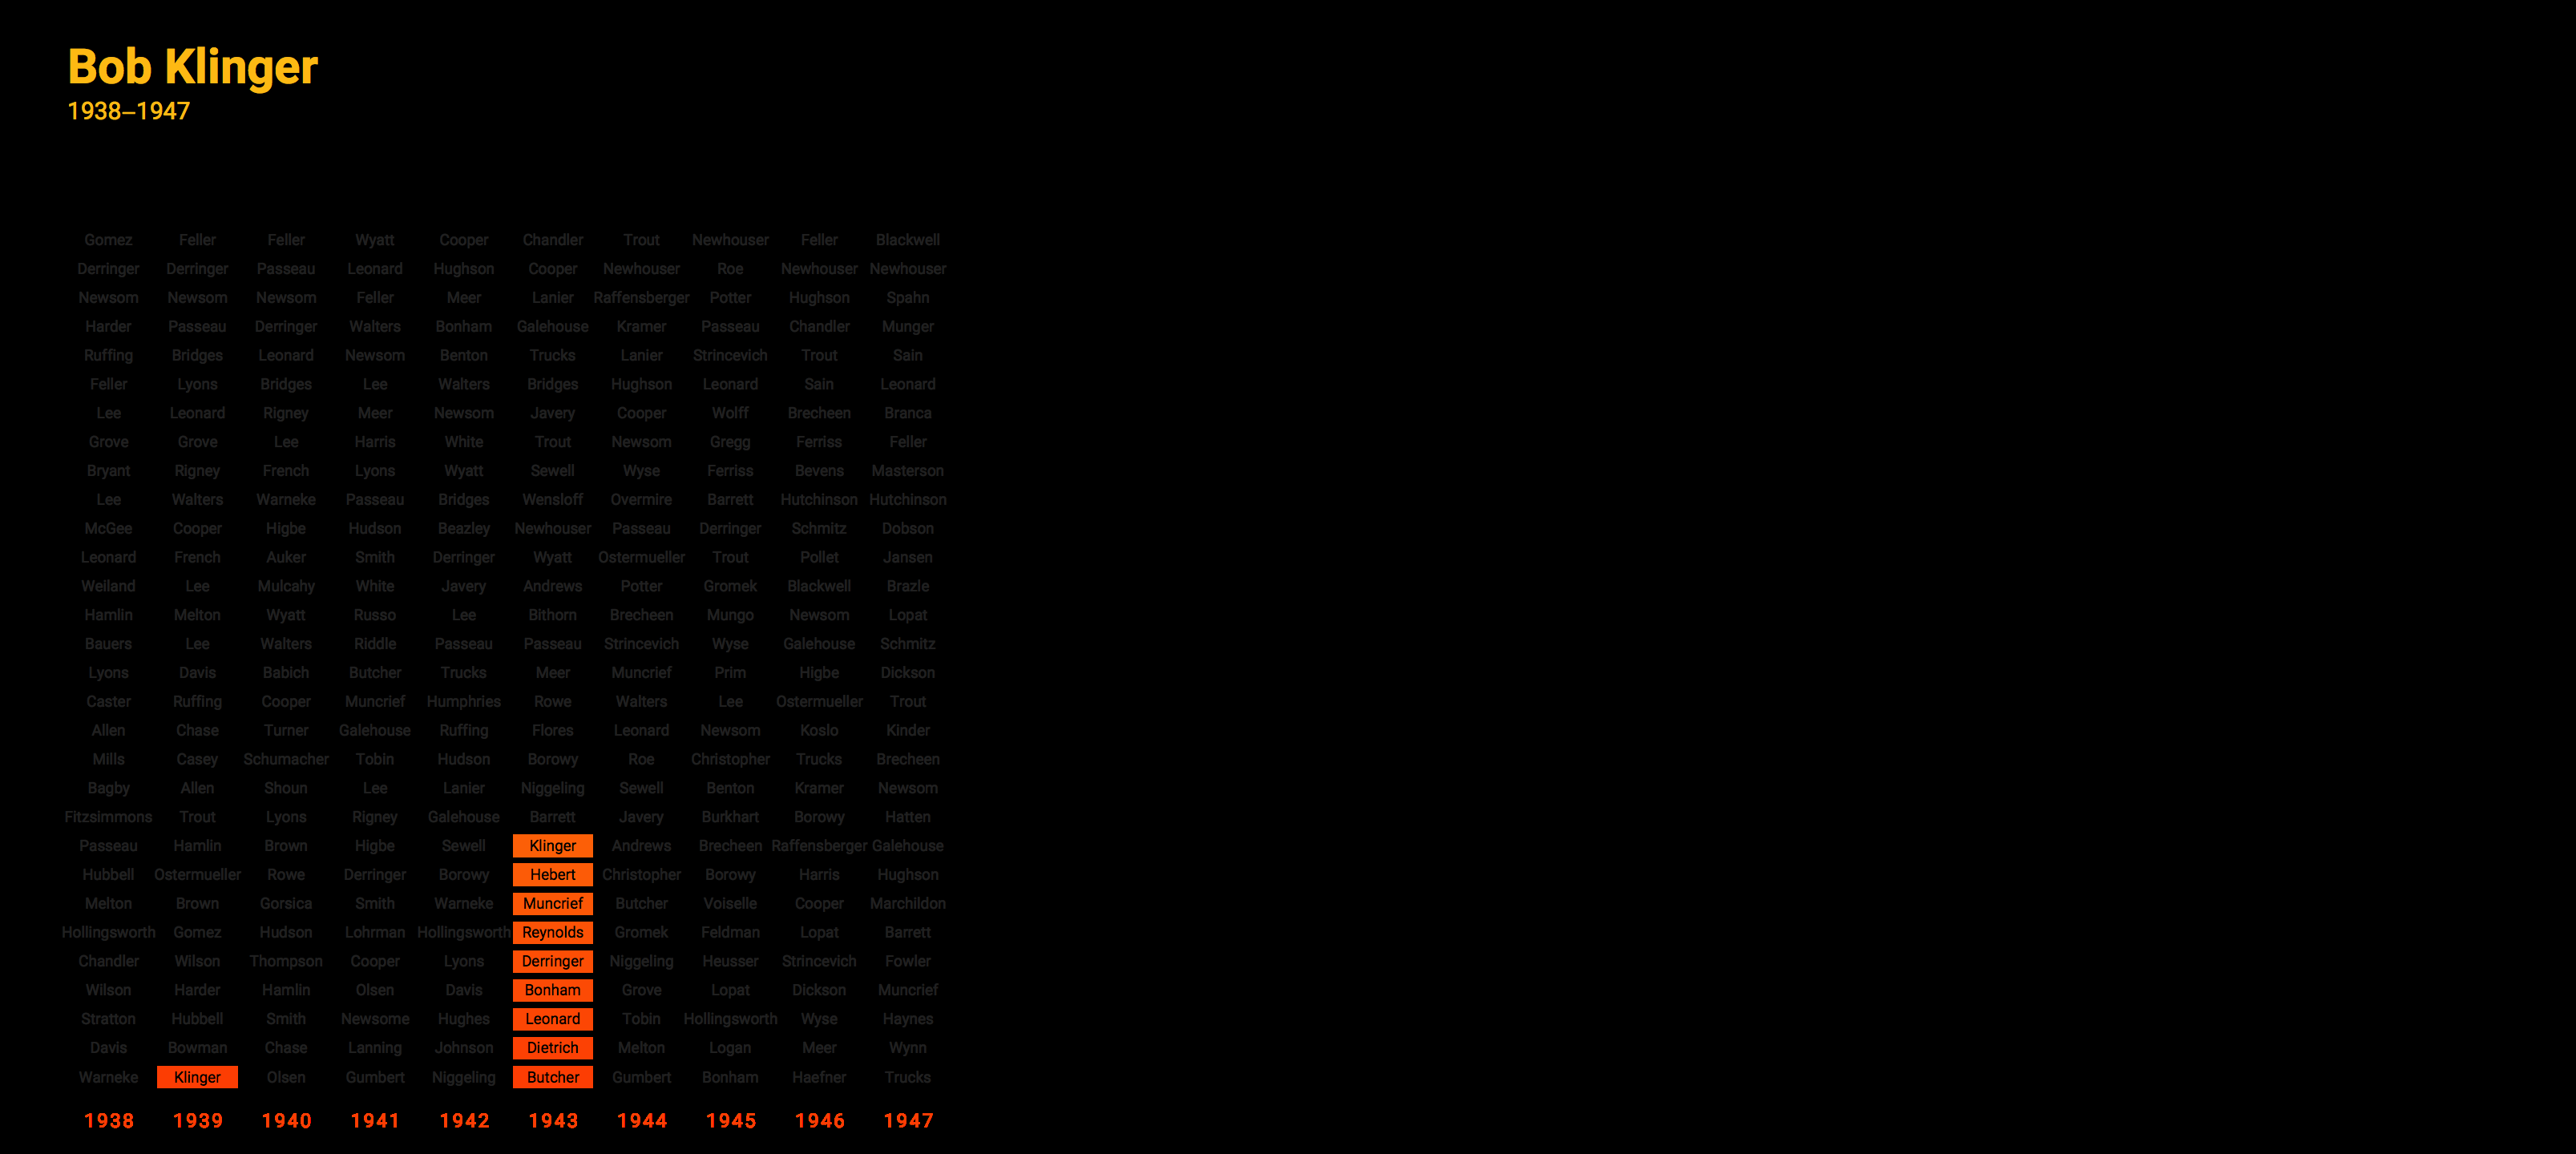 Bob Klinger
1938–1947
Gomez Feller Feller Wyatt Cooper Chandler Trout Newhouser Feller Blackwell
Derringer Derringer Passeau Leonard Hughson Cooper Newhouser Roe Newhouser Newhouser
Newsom Newsom Newsom Feller Meer Lanier Raffensberger Potter Hughson Spahn
Harder Passeau Derringer Walters Bonham Galehouse Kramer Passeau Chandler Munger
Ruffing Bridges Leonard Newsom Benton Trucks Lanier Strincevich Trout Sain
Feller Lyons Bridges Lee Walters Bridges Hughson Leonard Sain Leonard
Lee Leonard Rigney Meer Newsom Javery Cooper Wolff Brecheen Branca
Grove Grove Lee Harris White Trout Newsom Gregg Ferriss Feller
Bryant Rigney French Lyons Wyatt Sewell Wyse Ferriss Bevens Masterson
Lee Walters Warneke Passeau Bridges Wensloff Overmire Barrett Hutchinson Hutchinson
McGee Cooper Higbe Hudson Beazley Newhouser Passeau Derringer Schmitz Dobson
Leonard French Auker Smith Derringer Wyatt Ostermueller Trout Pollet Jansen
Weiland Lee Mulcahy White Javery Andrews Potter Gromek Blackwell Brazle
Hamlin Melton Wyatt Russo Lee Bithorn Brecheen Mungo Newsom Lopat
Bauers Lee Walters Riddle Passeau Passeau Strincevich Wyse Galehouse Schmitz
Lyons Davis Babich Butcher Trucks Meer Muncrief Prim Higbe Dickson
Caster Ruffing Cooper Muncrief Humphries Rowe Walters Lee Ostermueller Trout
Allen Chase Turner Galehouse Ruffing Flores Leonard Newsom Koslo Kinder
Mills Casey Schumacher Tobin Hudson Borowy Roe Christopher Trucks Brecheen
Bagby Allen Shoun Lee Lanier Niggeling Sewell Benton Kramer Newsom
Fitzsimmons Trout Lyons Rigney Galehouse Barrett Javery Burkhart Borowy Hatten
Passeau Hamlin Brown Higbe Sewell Klinger Andrews Brecheen Raffensberger Galehouse
Hubbell Ostermueller Rowe Derringer Borowy Hebert Christopher Borowy Harris Hughson
Melton Brown Gorsica Smith Warneke Muncrief Butcher Voiselle Cooper Marchildon
Hollingsworth Gomez Hudson Lohrman Hollingsworth Reynolds Gromek Feldman Lopat Barrett
Chandler Wilson Thompson Cooper Lyons Derringer Niggeling Heusser Strincevich Fowler
Wilson Harder Hamlin Olsen Davis Bonham Grove Lopat Dickson Muncrief
Stratton Hubbell Smith Newsome Hughes Leonard Tobin Hollingsworth Wyse Haynes
Davis Bowman Chase Lanning Johnson Dietrich Melton Logan Meer Wynn
Warneke Klinger Olsen Gumbert Niggeling Butcher Gumbert Bonham Haefner Trucks
1938 1939 1940 1941 1942 1943 1944 1945 1946 1947